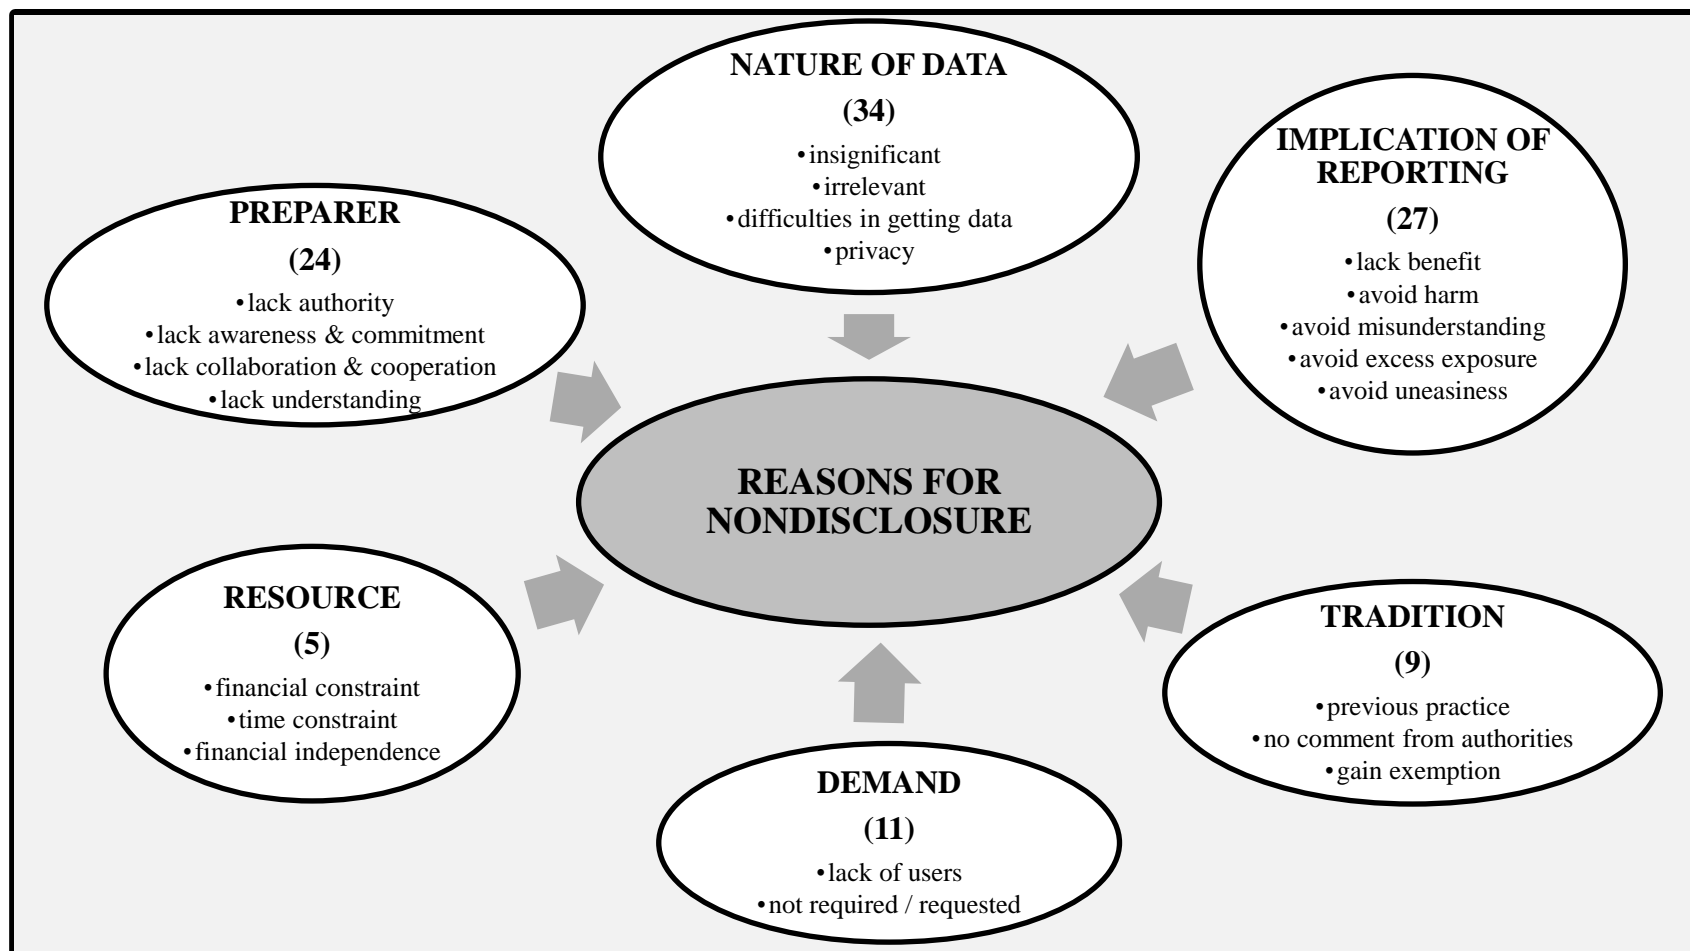 NATURE OF DATA
(34)
•insignificant
•irrelevant
•difficulties in getting data
•privacy
IMPLICATION OF
REPORTING
(27)
•lack benefit
•avoid harm
•avoid misunderstanding
•avoid excess exposure
•avoid uneasiness
PREPARER
(24)
•lack authority
•lack awareness & commitment
•lack collaboration & cooperation
•lack understanding
REASONS FOR
NONDISCLOSURE
RESOURCE
(5)
•financial constraint
•time constraint
•financial independence
TRADITION
(9)
•previous practice
•no comment from authorities
•gain exemption
DEMAND
(11)
•lack of users
•not required / requested